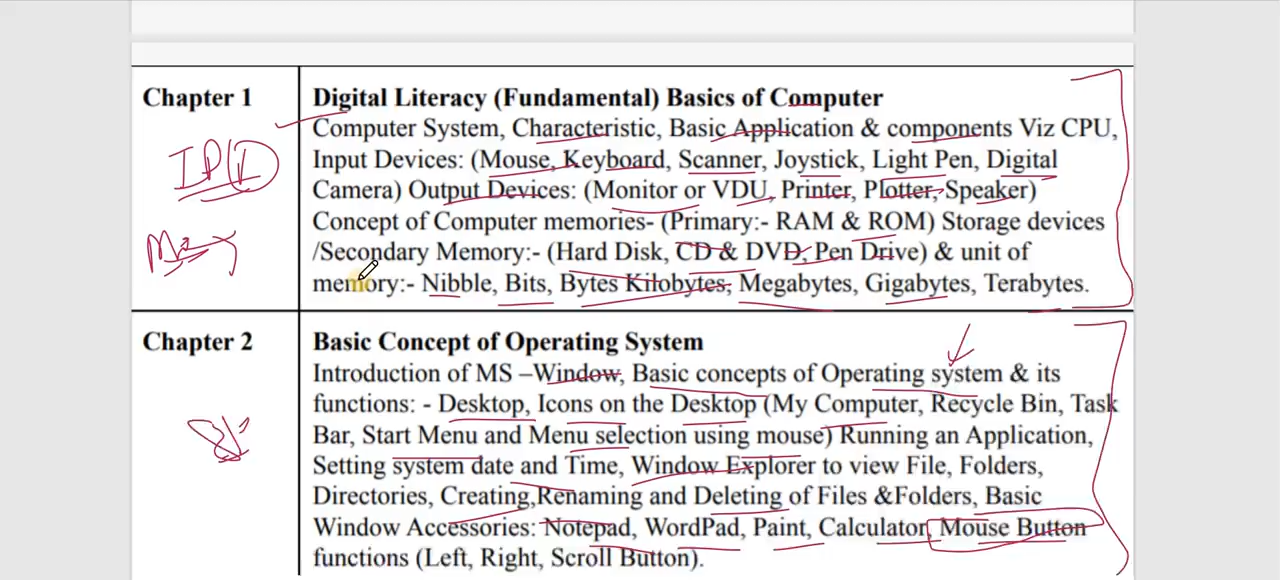 Chapter 1
Digital Literacy (Fundamental) Basics of Computer
Computer System, Characteristic, Basic Application & components Viz CPU,
Input Devices: (Mouse, Keyboard, Scanner, Joystick, Light Pen, Digital
Camera) Output Devices: (Monitor or VDU, Printer, Plotter, Speaker)
Concept of Computer memories- (Primary:- RAM & ROM) Storage devices
/Secondary Memory:- (Hard Disk, CD & DVD, Pen Drive) & unit of
memory:- Nibble, Bits, Bytes Kilobytes, Megabytes, Gigabytes, Terabytes.
Chapter 2
Basic Concept of Operating System
Introduction of MS –Window, Basic concepts of Operating system & its
functions: - Desktop, Icons on the Desktop (My Computer, Recycle Bin, Task
Bar, Start Menu and Menu selection using mouse) Running an Application,
Setting system date and Time, Window Explorer to view File, Folders,
Directories, Creating,Renaming and Deleting of Files &Folders, Basic
Window Accessories: Notepad, WordPad, Paint, Calculator, Mouse Button
functions (Left, Right, Scroll Button).